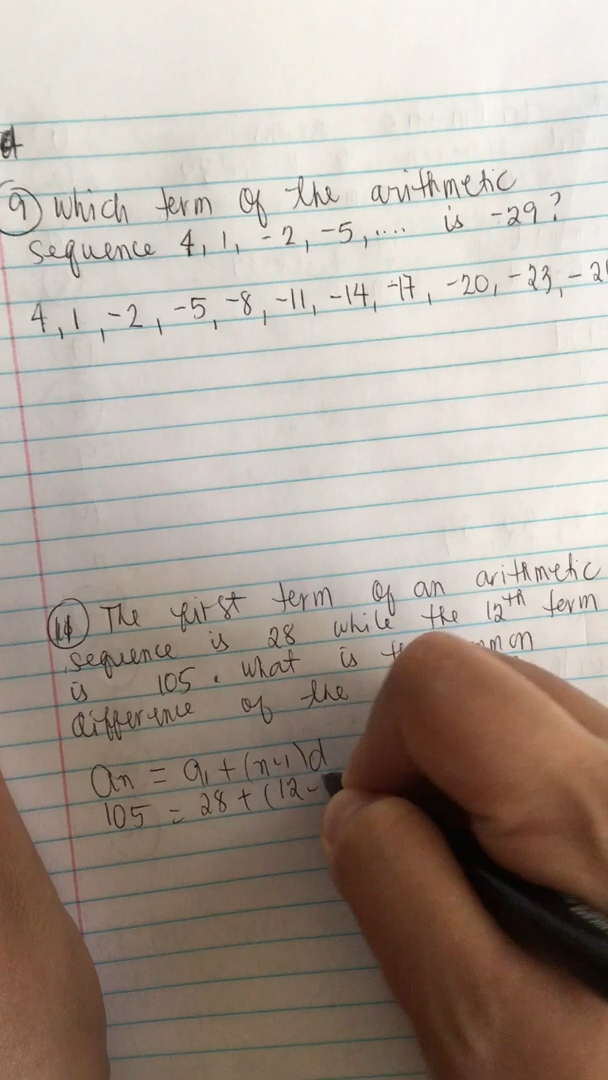 9) Which term of the arithmetic
sequence 4, 1, -2, -5, .... is -29?
4, 1, -2, -5, -8, -11, -14, -17, -20, -23, -2
The first term of an arithmetic
sequence is 28 while the 12th term
is 105. What is
difference of the
an = a1 + (n-1)d
105 = 28 + (12-